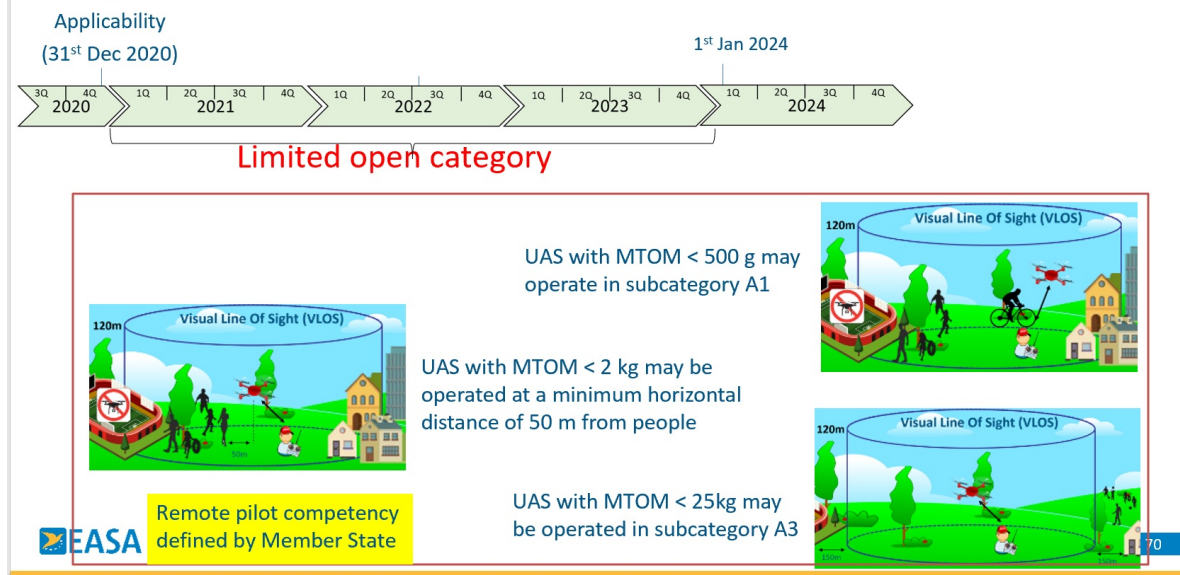 Applicability
(31st Dec 2020)
1st Jan 2024
3Q 4Q 1Q 2Q 3Q 4Q 1Q 2Q 3Q 4Q 1Q 2Q 3Q 4Q 1Q 2Q 3Q 4Q
2020 2021 2022 2023 2024
Limited open category
120m
Visual Line Of Sight (VLOS)
UAS with MTOM < 500 g may
operate in subcategory A1
120m
Visual Line Of Sight (VLOS)
50m
UAS with MTOM < 2 kg may be
operated at a minimum horizontal
distance of 50 m from people
120m
Visual Line Of Sight (VLOS)
150m
150m
UAS with MTOM < 25kg may
be operated in subcategory A3
Remote pilot competency
defined by Member State
EASA
70